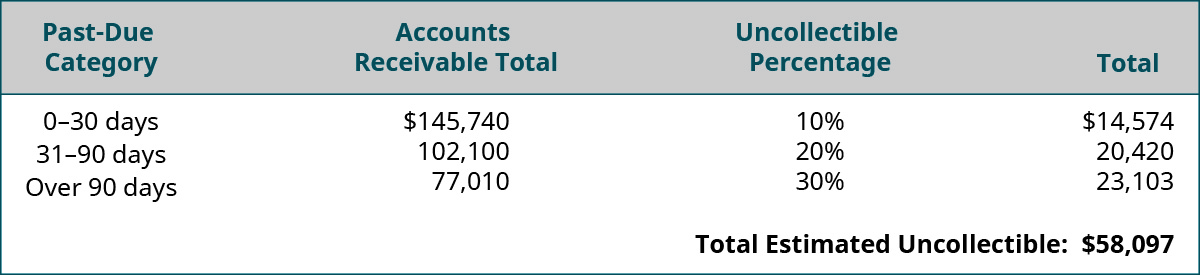 Past-Due Category Accounts Receivable Total Uncollectible Percentage Total
0–30 days $145,740 10% $14,574
31–90 days 102,100 20% 20,420
Over 90 days 77,010 30% 23,103
Total Estimated Uncollectible: $58,097